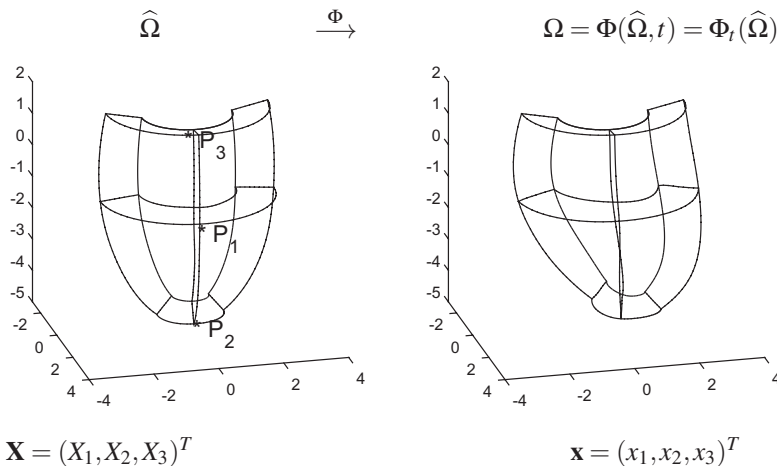 Ω̂ Φ⟶ Ω = Φ(Ω̂, t) = Φ_t(Ω̂)
2 2
1 1
0 0
-1 -1
-2 -2
-3 -3
-4 -4
-5 -5
P_3
P_1
P_2
-2 -2
0 0
2 2
4 4
-4 -2 0 2 4 -4 -2 0 2 4
X = (X_1, X_2, X_3)^T x = (x_1, x_2, x_3)^T